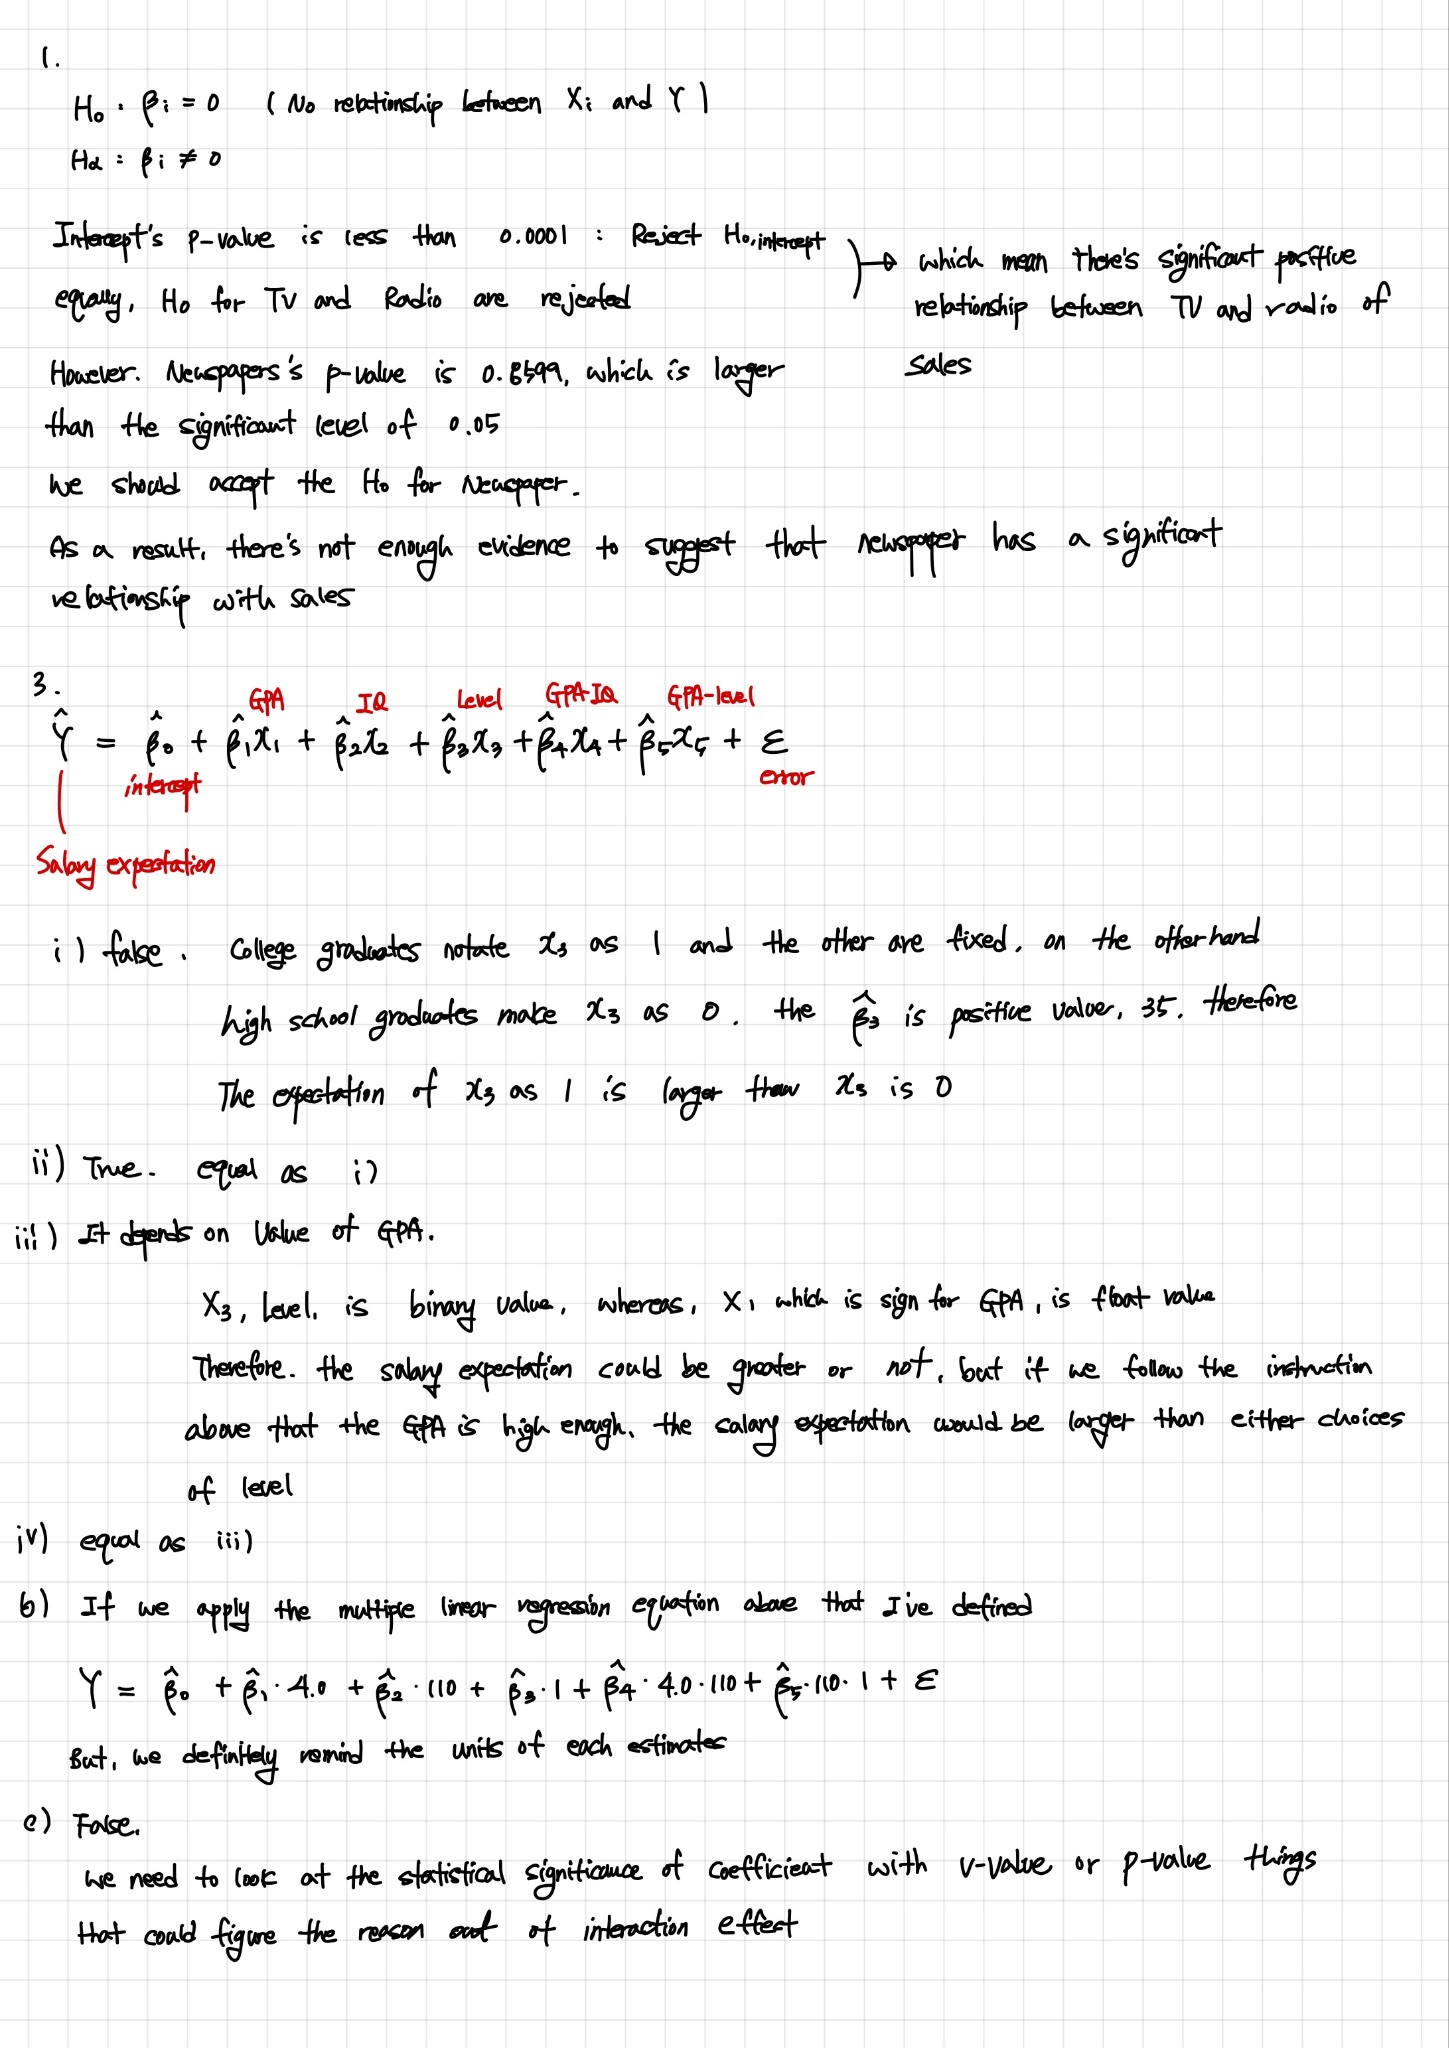 1.
H₀ : βi = 0 ( No relationship between Xi and Y )
Hα : βi ≠ 0
Intercept's p-value is less than 0.0001 : Reject H₀,intercept
equally, H₀ for TV and Radio are rejected
which mean there's significant positive
relationship between TV and radio of
sales
However. Newspapers's p-value is 0.8599, which is larger
than the significant level of 0.05
we should accept the H₀ for Newspaper.
As a result, there's not enough evidence to suggest that newspaper has a significant
relationship with sales
3.
GPA IQ Level GPA-IQ GPA-level
Ŷ = β̂₀ + β̂₁x₁ + β̂₂x₂ + β̂₃x₃ + β̂₄x₄ + β̂₅x₅ + ε
intercept error
Salary expectation
i) false. College graduates notate x₃ as 1 and the other are fixed. on the other hand
high school graduates make x₃ as 0. the β̂₃ is positive value, 35. therefore
The expectation of x₃ as 1 is larger than x₃ is 0
ii) True. equal as i)
iii) It depends on Value of GPA.
X₃, Level, is binary value, whereas, X₁ which is sign for GPA, is float value
Therefore. the salary expectation could be greater or not, but if we follow the instruction
above that the GPA is high enough, the salary expectation would be larger than either choices
of level
iv) equal as iii)
b) If we apply the multiple linear regression equation above that I've defined
Y = β̂₀ + β̂₁ · 4.0 + β̂₂ · 110 + β̂₃ · 1 + β̂₄ · 4.0 · 110 + β̂₅ · 110 · 1 + ε
But, we definitely remind the units of each estimates
c) False.
we need to look at the statistical significance of coefficient with v-value or p-value things
that could figure the reason out of interaction effect